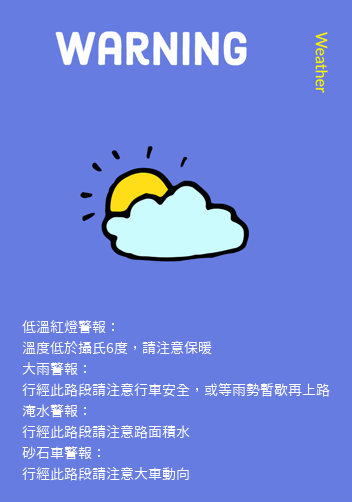 WARNING
Weather
低溫紅燈警報：
溫度低於攝氏6度，請注意保暖
大雨警報：
行經此路段請注意行車安全，或等雨勢暫歇再上路
淹水警報：
行經此路段請注意路面積水
砂石車警報：
行經此路段請注意大車動向